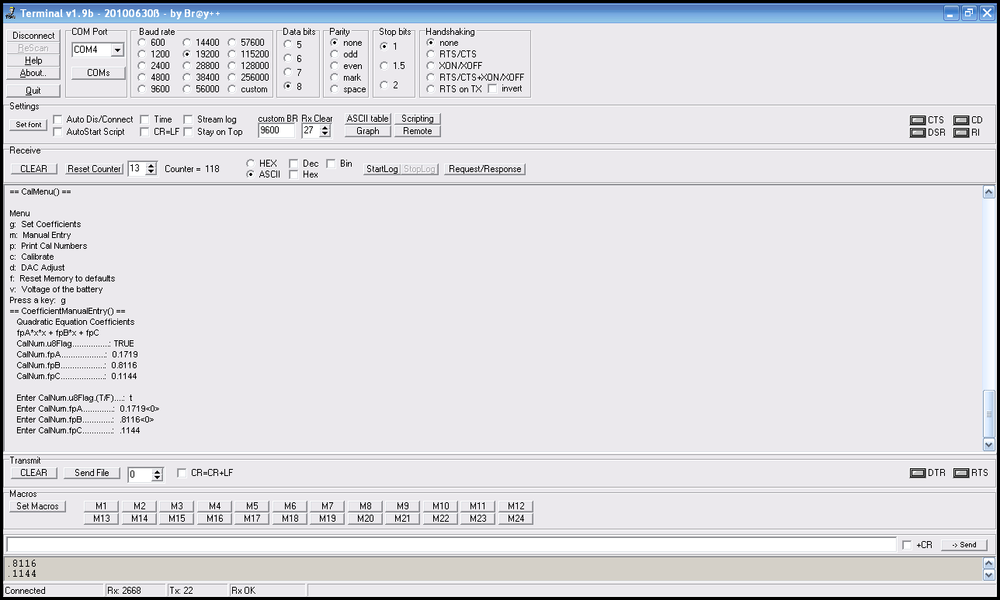 Terminal v1.9b - 20100630ß - by Br@y++
Disconnect
ReScan
Help
About..
Quit
COM Port
COM4
COMs
Baud rate
600 14400 57600
1200 19200 115200
2400 28800 128000
4800 38400 256000
9600 56000 custom
Data bits
5
6
7
8
Parity
none
odd
even
mark
space
Stop bits
1
1.5
2
Handshaking
none
RTS/CTS
XON/XOFF
RTS/CTS+XON/XOFF
RTS on TX invert
Settings
Set font
Auto Dis/Connect Time Stream log
AutoStart Script CR=LF Stay on Top
custom BR Rx Clear
9600 27
ASCII table Scripting
Graph Remote
CTS CD
DSR RI
Receive
CLEAR Reset Counter 13 Counter = 118
HEX Dec Bin
ASCII Hex
StartLog StopLog Request/Response
== CalMenu() ==
Menu
g: Set Coefficients
m: Manual Entry
p: Print Cal Numbers
c: Calibrate
d: DAC Adjust
f: Reset Memory to defaults
v: Voltage of the battery
Press a key: g
== CoefficientManualEntry() ==
Quadratic Equation Coefficients
fpA*x*x + fpB*x + fpC
CalNum.u8Flag................: TRUE
CalNum.fpA...................: 0.1719
CalNum.fpB...................: 0.8116
CalNum.fpC...................: 0.1144
Enter CalNum.u8Flag.(T/F)....: t
Enter CalNum.fpA.............: 0.1719<0>
Enter CalNum.fpB.............: .8116<0>
Enter CalNum.fpC.............: .1144
Transmit
CLEAR Send File 0 CR=CR+LF
DTR RTS
Macros
Set Macros
M1 M2 M3 M4 M5 M6 M7 M8 M9 M10 M11 M12
M13 M14 M15 M16 M17 M18 M19 M20 M21 M22 M23 M24
+CR -> Send
.8116
.1144
Connected Rx: 2668 Tx: 22 Rx OK